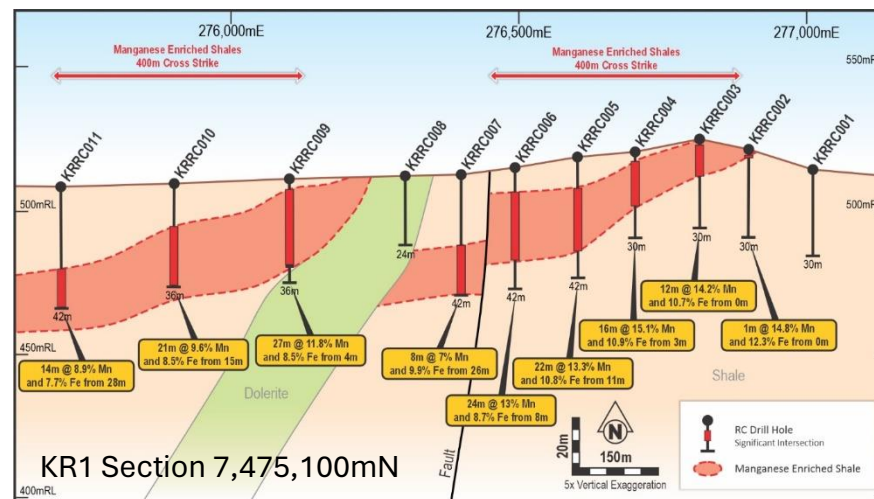 276,000mE
276,500mE
277,000mE
Manganese Enriched Shales
400m Cross Strike
Manganese Enriched Shales
400m Cross Strike
550m
KRRC011
KRRC010
KRRC009
KRRC008
KRRC007
KRRC006
KRRC005
KRRC004
KRRC003
KRRC002
KRRC001
500mRL
500mRL
42m
36m
36m
24m
42m
42m
42m
30m
30m
30m
30m
14m @ 8.9% Mn
and 7.7% Fe from 28m
21m @ 9.6% Mn
and 8.5% Fe from 15m
27m @ 11.8% Mn
and 8.5% Fe from 4m
8m @ 7% Mn
and 9.9% Fe from 26m
24m @ 13% Mn
and 8.7% Fe from 8m
22m @ 13.3% Mn
and 10.8% Fe from 11m
16m @ 15.1% Mn
and 10.9% Fe from 3m
12m @ 14.2% Mn
and 10.7% Fe from 0m
1m @ 14.8% Mn
and 12.3% Fe from 0m
450mRL
Dolerite
Shale
Fault
KR1 Section 7,475,100mN
400mRL
20m
N
150m
5x Vertical Exaggeration
RC Drill Hole
Significant Intersection
Manganese Enriched Shale